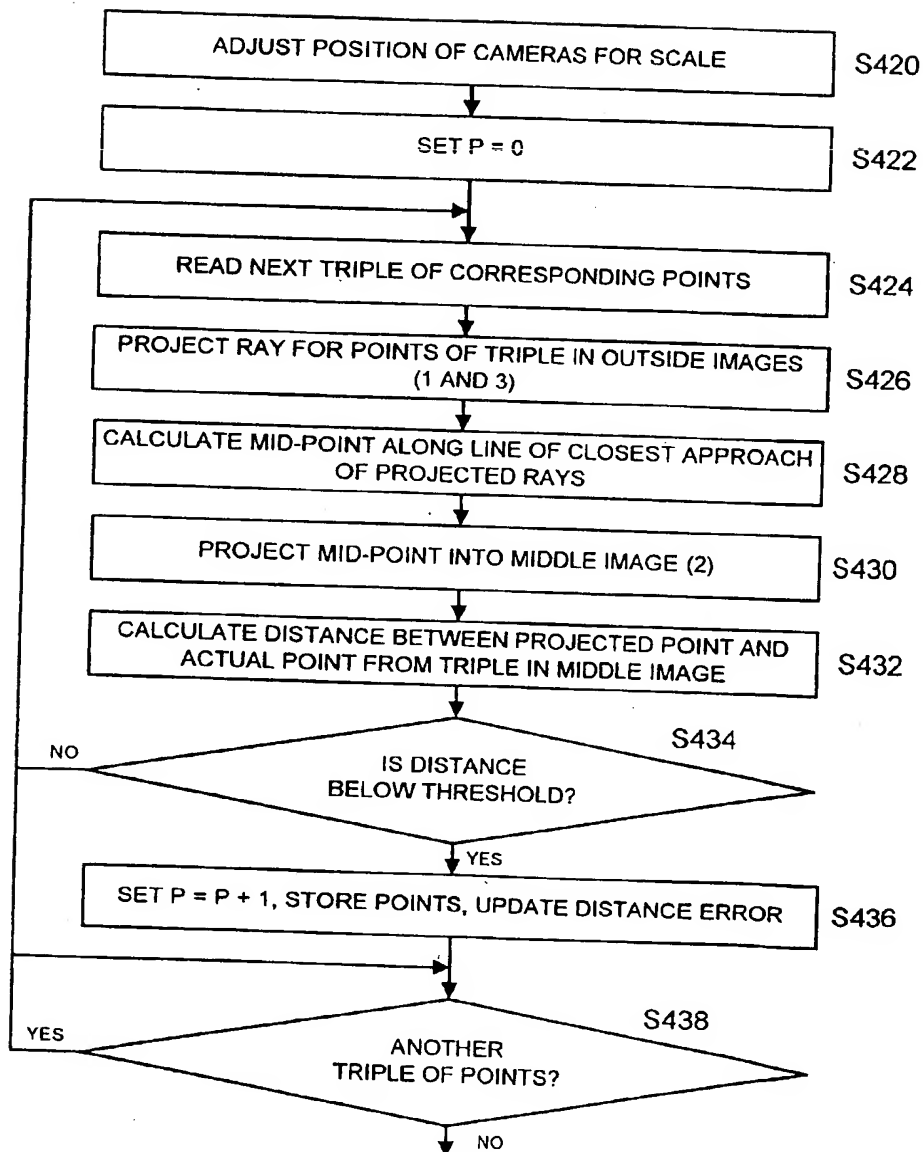 ADJUST POSITION OF CAMERAS FOR SCALE
S420
SET P = 0
S422
READ NEXT TRIPLE OF CORRESPONDING POINTS
S424
PROJECT RAY FOR POINTS OF TRIPLE IN OUTSIDE IMAGES
(1 AND 3)
S426
CALCULATE MID-POINT ALONG LINE OF CLOSEST APPROACH
OF PROJECTED RAYS
S428
PROJECT MID-POINT INTO MIDDLE IMAGE (2)
S430
CALCULATE DISTANCE BETWEEN PROJECTED POINT AND
ACTUAL POINT FROM TRIPLE IN MIDDLE IMAGE
S432
S434
NO
IS DISTANCE
BELOW THRESHOLD?
YES
SET P = P + 1, STORE POINTS, UPDATE DISTANCE ERROR
S436
S438
YES
ANOTHER
TRIPLE OF POINTS?
NO